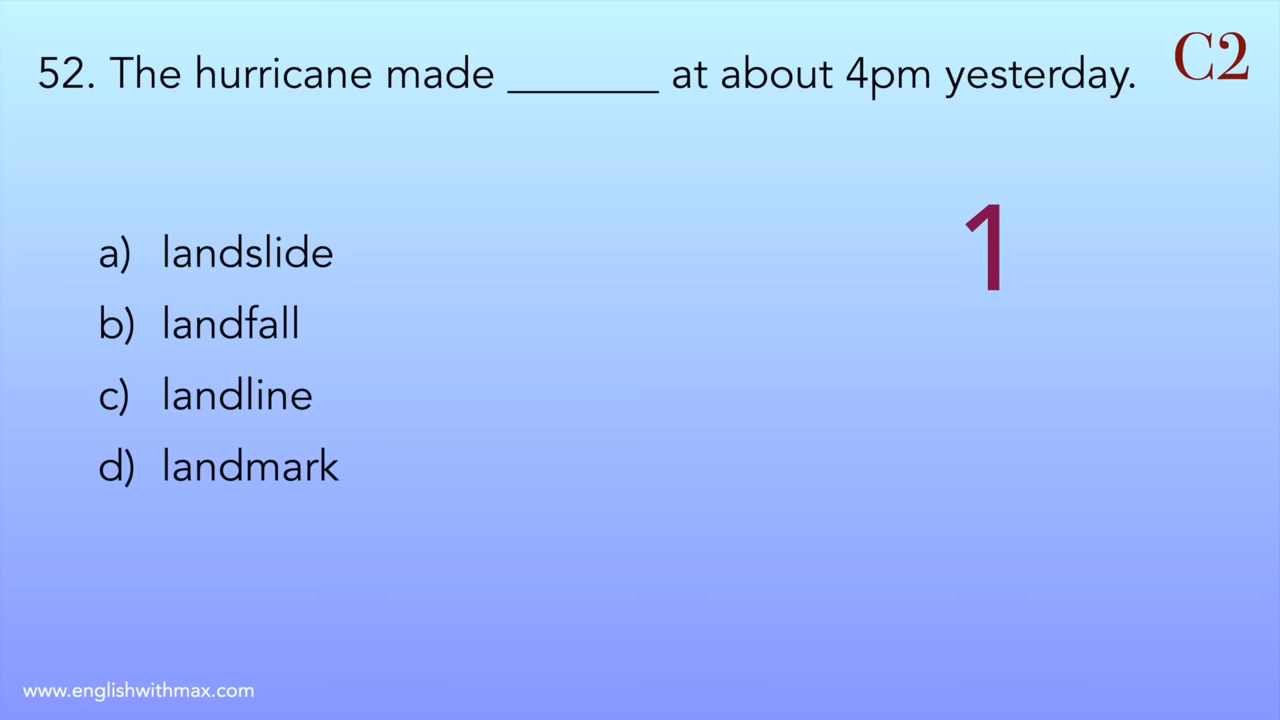 52. The hurricane made _______ at about 4pm yesterday.
C2
1
a) landslide
b) landfall
c) landline
d) landmark
www.englishwithmax.com